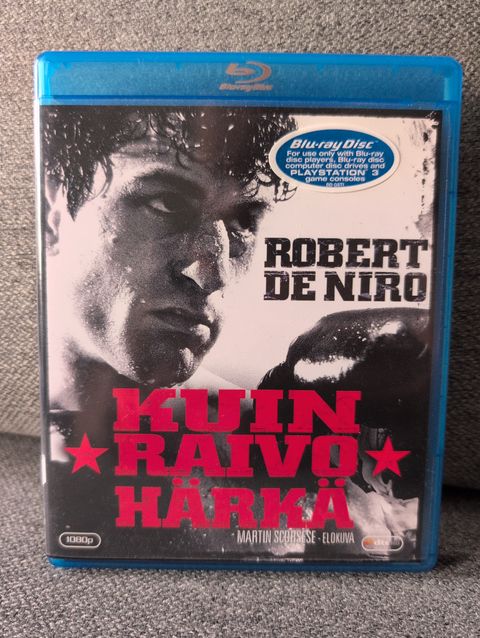 Blu-ray Disc
Blu-ray Disc™
For use only with Blu-ray
disc players, Blu-ray disc
computer disc drives and
PLAYSTATION 3
game consoles
ROBERT
DE NIRO
KUIN
RAIVO
HÄRKÄ
MARTIN SCORSESE - ELOKUVA
1080p